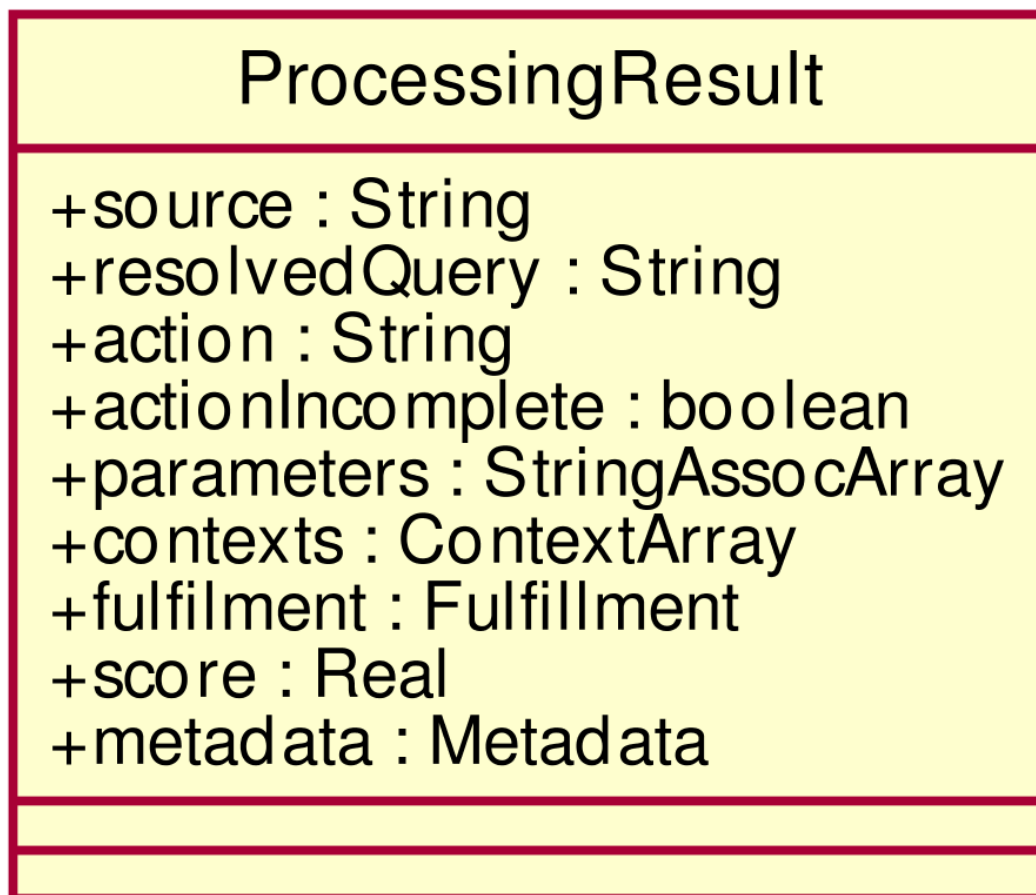 ProcessingResult
+source : String
+resolvedQuery : String
+action : String
+actionIncomplete : boolean
+parameters : StringAssocArray
+contexts : ContextArray
+fulfilment : Fulfillment
+score : Real
+metadata : Metadata